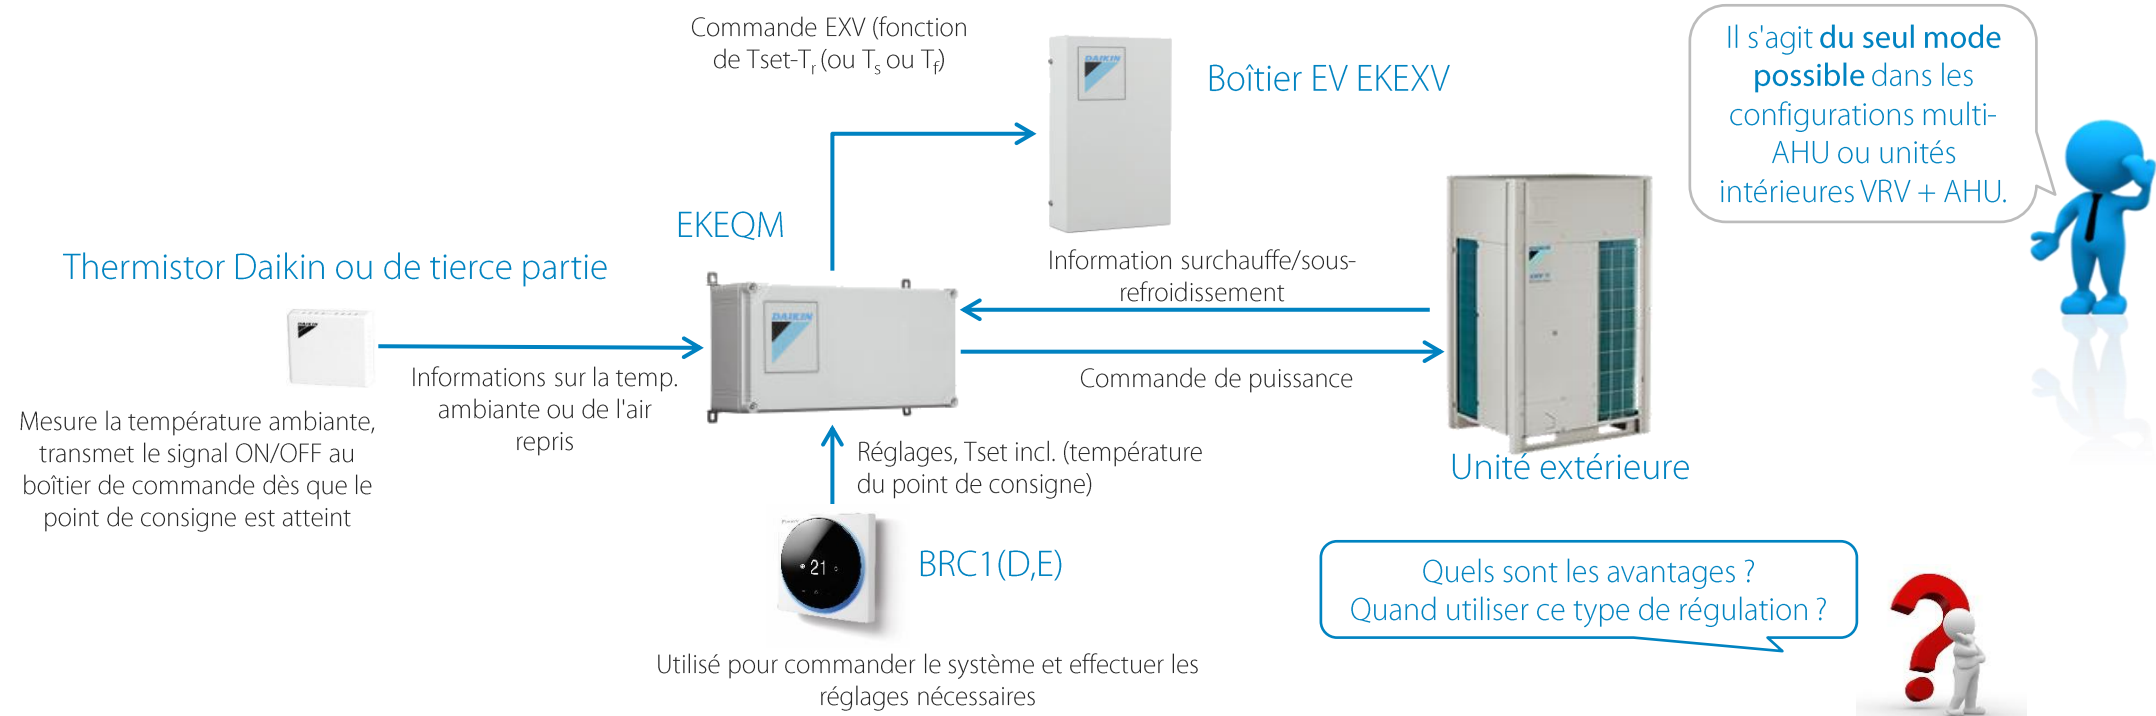 Commande EXV (fonction
de Tset-Tr (ou Ts ou Tf)
DAIKIN
Boîtier EV EKEXV
Il s'agit du seul mode
possible dans les
configurations multi-
AHU ou unités
intérieures VRV + AHU.
EKEQM
Thermistor Daikin ou de tierce partie
DAIKIN
Informations sur la temp.
ambiante ou de l'air
repris
Mesure la température ambiante,
transmet le signal ON/OFF au
boîtier de commande dès que le
point de consigne est atteint
DAIKIN
Information surchauffe/sous-
refroidissement
Commande de puissance
Unité extérieure
Réglages, Tset incl. (température
du point de consigne)
21
BRC1(D,E)
Utilisé pour commander le système et effectuer les
réglages nécessaires
Quels sont les avantages ?
Quand utiliser ce type de régulation ?
?